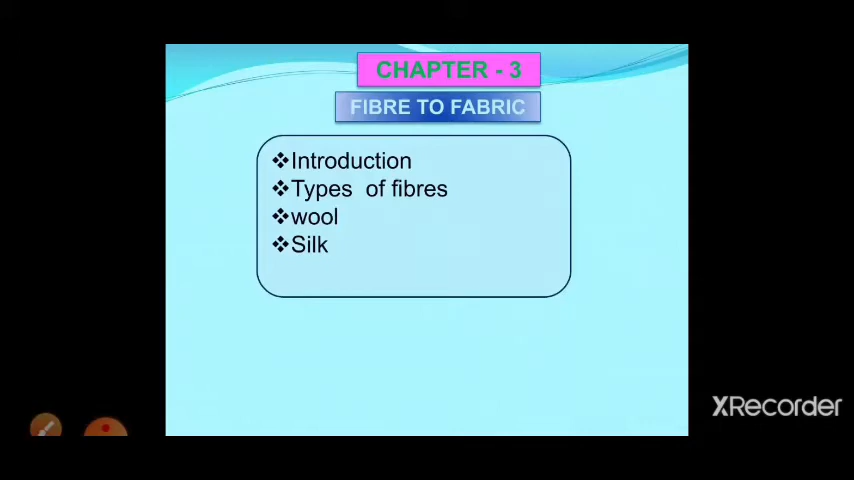 CHAPTER - 3
FIBRE TO FABRIC
❖Introduction
❖Types of fibres
❖wool
❖Silk
XRecorder